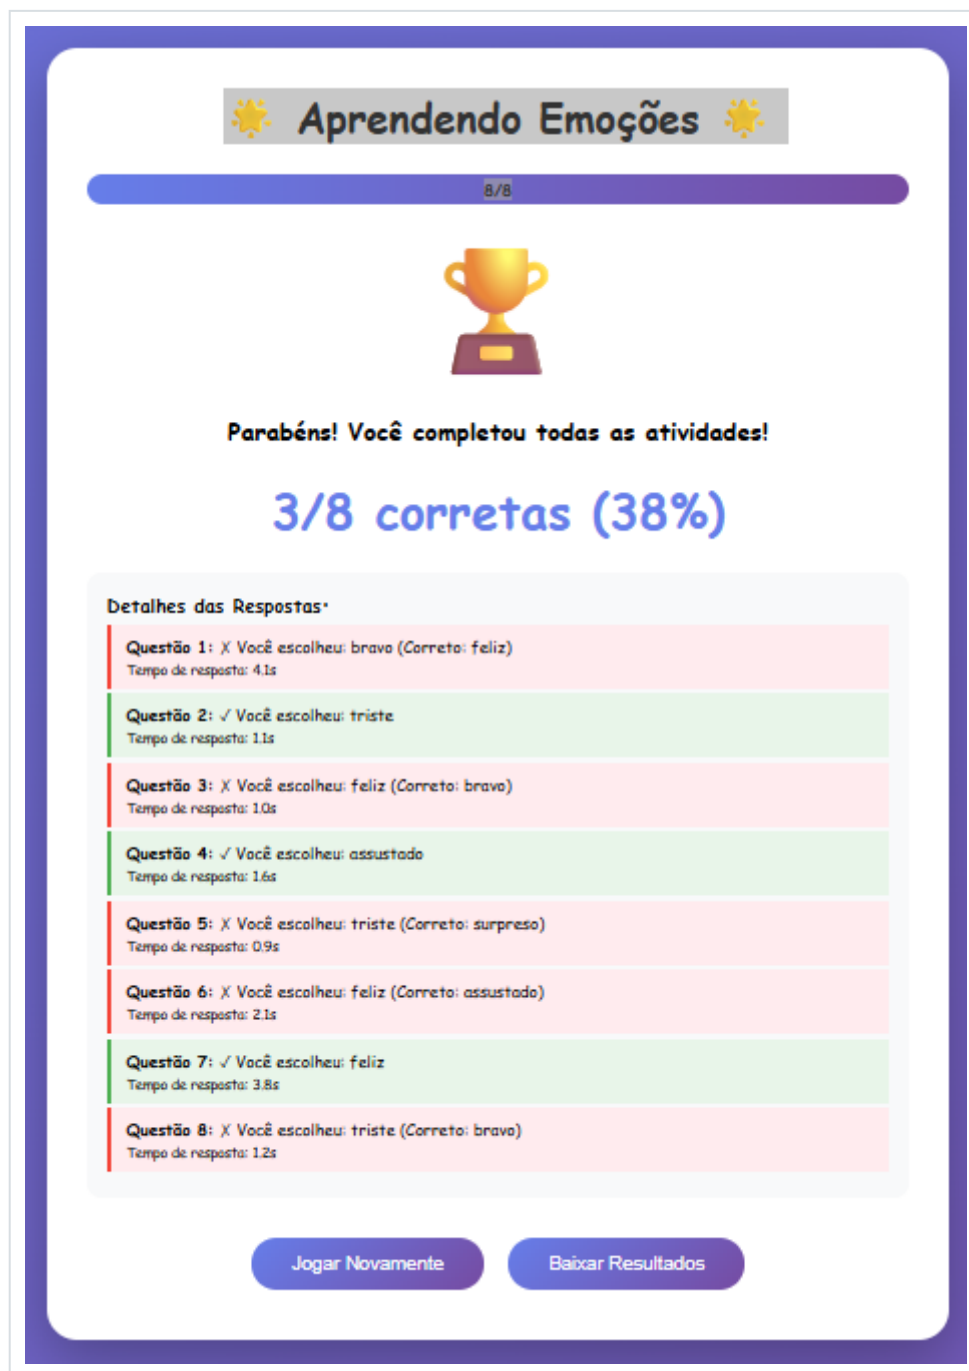 Aprendendo Emoções
8/8
Parabéns! Você completou todas as atividades!
3/8 corretas (38%)
Detalhes das Respostas:
Questão 1: ✗ Você escolheu: bravo (Correto: feliz)
Tempo de resposta: 4.1s
Questão 2: ✓ Você escolheu: triste
Tempo de resposta: 1.1s
Questão 3: ✗ Você escolheu: feliz (Correto: bravo)
Tempo de resposta: 1.0s
Questão 4: ✓ Você escolheu: assustado
Tempo de resposta: 1.6s
Questão 5: ✗ Você escolheu: triste (Correto: surpreso)
Tempo de resposta: 0.9s
Questão 6: ✗ Você escolheu: feliz (Correto: assustado)
Tempo de resposta: 2.1s
Questão 7: ✓ Você escolheu: feliz
Tempo de resposta: 3.8s
Questão 8: ✗ Você escolheu: triste (Correto: bravo)
Tempo de resposta: 1.2s
Jogar Novamente
Baixar Resultados